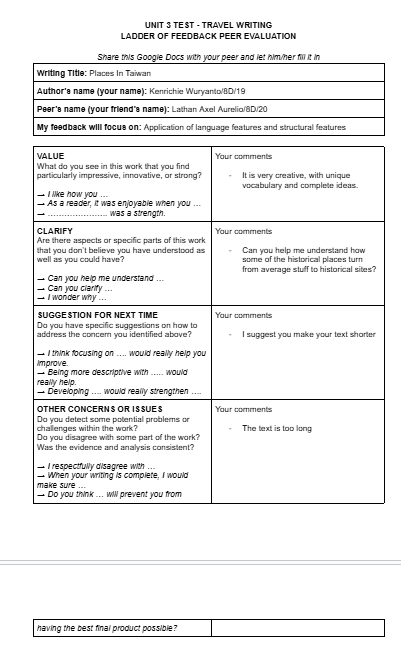 UNIT 3 TEST - TRAVEL WRITING
LADDER OF FEEDBACK PEER EVALUATION
Share this Google Docs with your peer and let him/her fill it in
Writing Title: Places In Taiwan
Author's name (your name): Kenrichie Wuryanto/8D/19
Peer's name (your friend's name): Lathan Axel Aurelio/8D/20
My feedback will focus on: Application of language features and structural features
VALUE
What do you see in this work that you find
particularly impressive, innovative, or strong?
→ I like how you …
→ As a reader, it was enjoyable when you …
→ ………………… was a strength.
Your comments
- It is very creative, with unique
vocabulary and complete ideas.
CLARIFY
Are there aspects or specific parts of this work
that you don't believe you have understood as
well as you could have?
→ Can you help me understand …
→ Can you clarify …
→ I wonder why …
Your comments
- Can you help me understand how
some of the historical places turn
from average stuff to historical sites?
SUGGESTION FOR NEXT TIME
Do you have specific suggestions on how to
address the concern you identified above?
→ I think focusing on …. would really help you
improve.
→ Being more descriptive with ….. would
really help.
→ Developing …. would really strengthen ….
Your comments
- I suggest you make your text shorter
OTHER CONCERNS OR ISSUES
Do you detect some potential problems or
challenges within the work?
Do you disagree with some part of the work?
Was the evidence and analysis consistent?
→ I respectfully disagree with …
→ When your writing is complete, I would
make sure …
→ Do you think … will prevent you from
Your comments
- The text is too long
having the best final product possible?